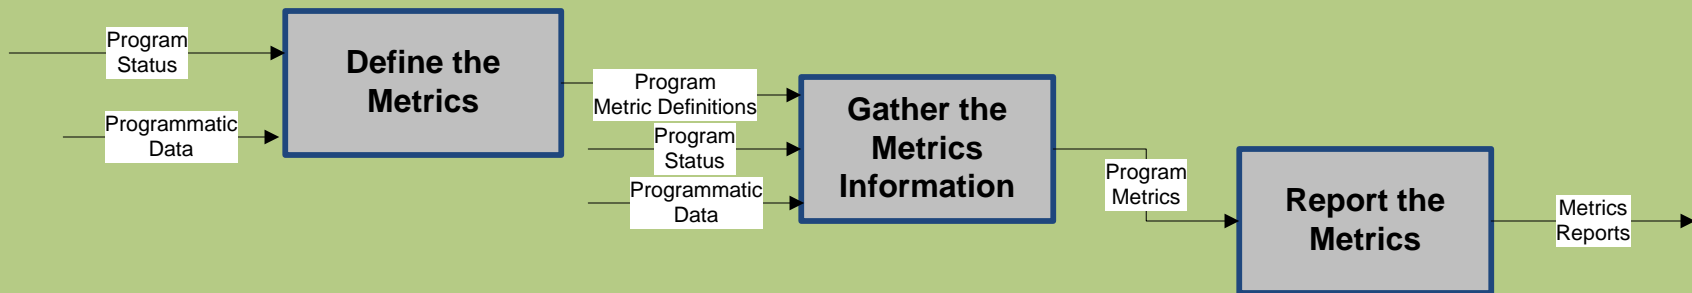 Program
Status
Programmatic
Data
Define the
Metrics
Program
Metric Definitions
Program
Status
Programmatic
Data
Gather the
Metrics
Information
Program
Metrics
Report the
Metrics
Metrics
Reports